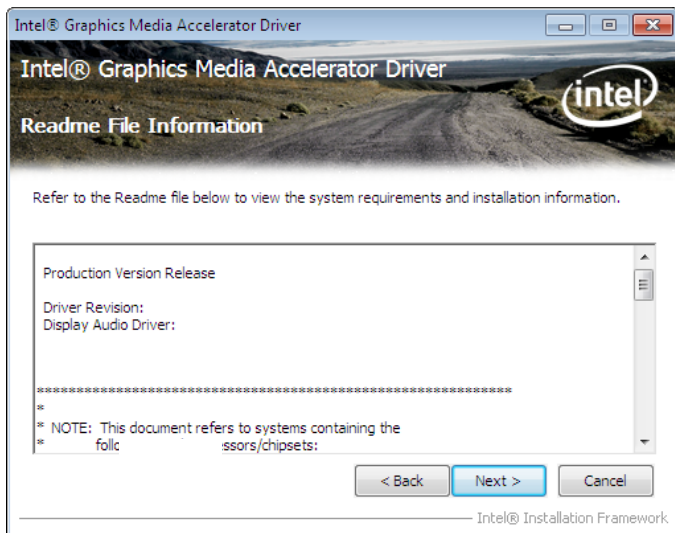 Intel® Graphics Media Accelerator Driver
Intel® Graphics Media Accelerator Driver
intel
Readme File Information
Refer to the Readme file below to view the system requirements and installation information.
Production Version Release
Driver Revision:
Display Audio Driver:
************************************************************
*
* NOTE: This document refers to systems containing the
* /chipsets:
< Back Next > Cancel
Intel® Installation Framework